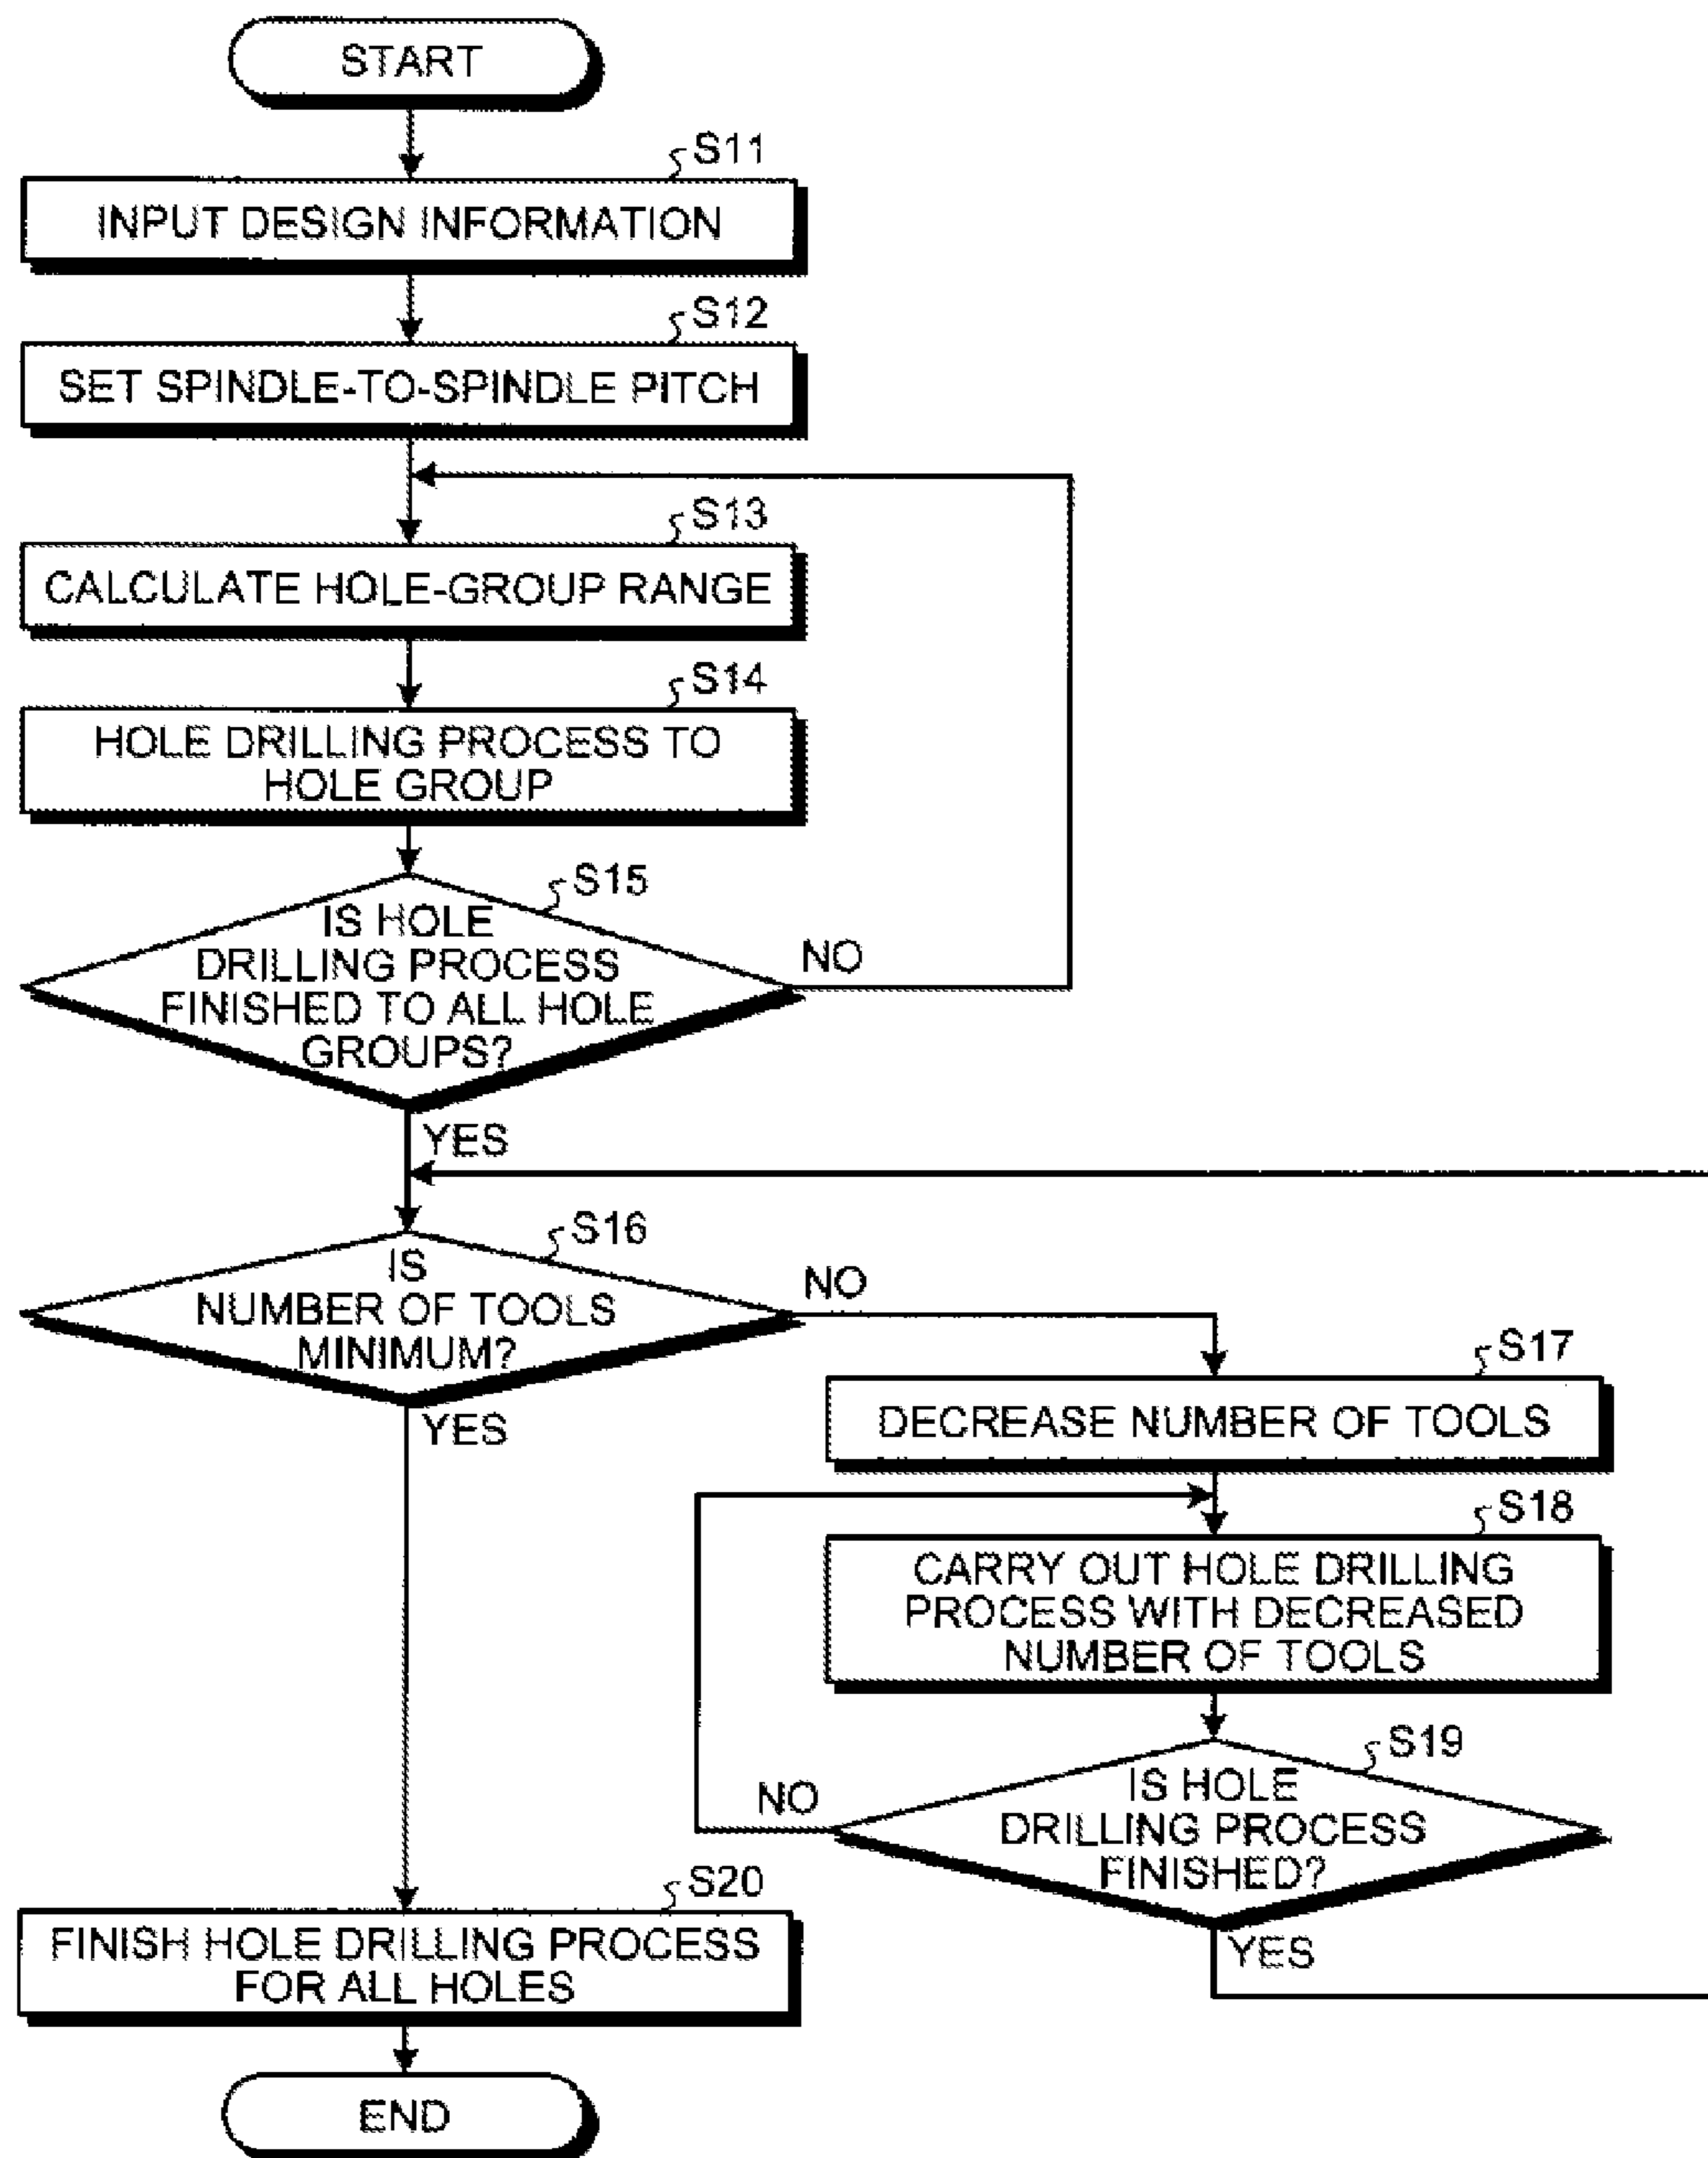 START
S11
INPUT DESIGN INFORMATION
S12
SET SPINDLE-TO-SPINDLE PITCH
S13
CALCULATE HOLE-GROUP RANGE
S14
HOLE DRILLING PROCESS TO
HOLE GROUP
S15
IS HOLE
DRILLING PROCESS
FINISHED TO ALL HOLE
GROUPS?
NO
YES
S16
IS
NUMBER OF TOOLS
MINIMUM?
NO
YES
S17
DECREASE NUMBER OF TOOLS
S18
CARRY OUT HOLE DRILLING
PROCESS WITH DECREASED
NUMBER OF TOOLS
S19
IS HOLE
DRILLING PROCESS
FINISHED?
NO
YES
S20
FINISH HOLE DRILLING PROCESS
FOR ALL HOLES
END